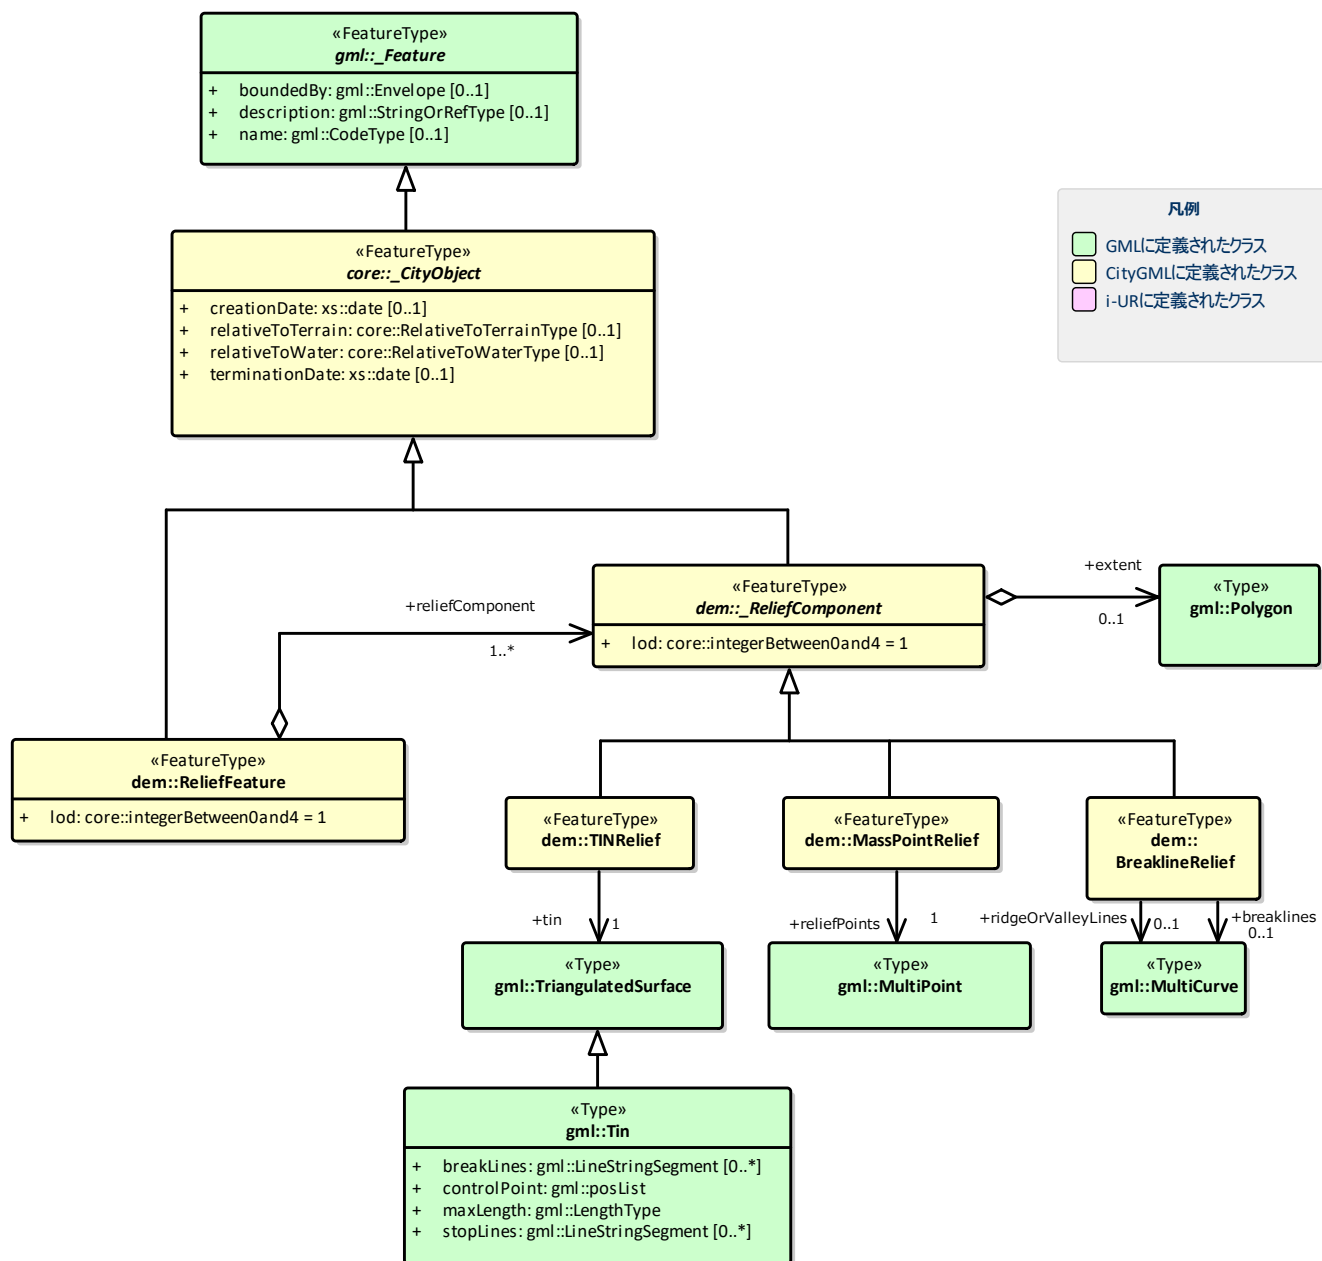 «FeatureType»
gml::_Feature
+ boundedBy: gml::Envelope [0..1]
+ description: gml::StringOrRefType [0..1]
+ name: gml::CodeType [0..1]
凡例
GMLに定義されたクラス
CityGMLに定義されたクラス
i-URに定義されたクラス
«FeatureType»
core::_CityObject
+ creationDate: xs::date [0..1]
+ relativeToTerrain: core::RelativeToTerrainType [0..1]
+ relativeToWater: core::RelativeToWaterType [0..1]
+ terminationDate: xs::date [0..1]
+reliefComponent
1..*
«FeatureType»
dem::_ReliefComponent
+ lod: core::integerBetween0and4 = 1
+extent
0..1
«Type»
gml::Polygon
«FeatureType»
dem::ReliefFeature
+ lod: core::integerBetween0and4 = 1
«FeatureType»
dem::TINRelief
«FeatureType»
dem::MassPointRelief
«FeatureType»
dem::
BreaklineRelief
+tin
1
+reliefPoints
1
+ridgeOrValleyLines
0..1
+breaklines
0..1
«Type»
gml::TriangulatedSurface
«Type»
gml::MultiPoint
«Type»
gml::MultiCurve
«Type»
gml::Tin
+ breakLines: gml::LineStringSegment [0..*]
+ controlPoint: gml::posList
+ maxLength: gml::LengthType
+ stopLines: gml::LineStringSegment [0..*]